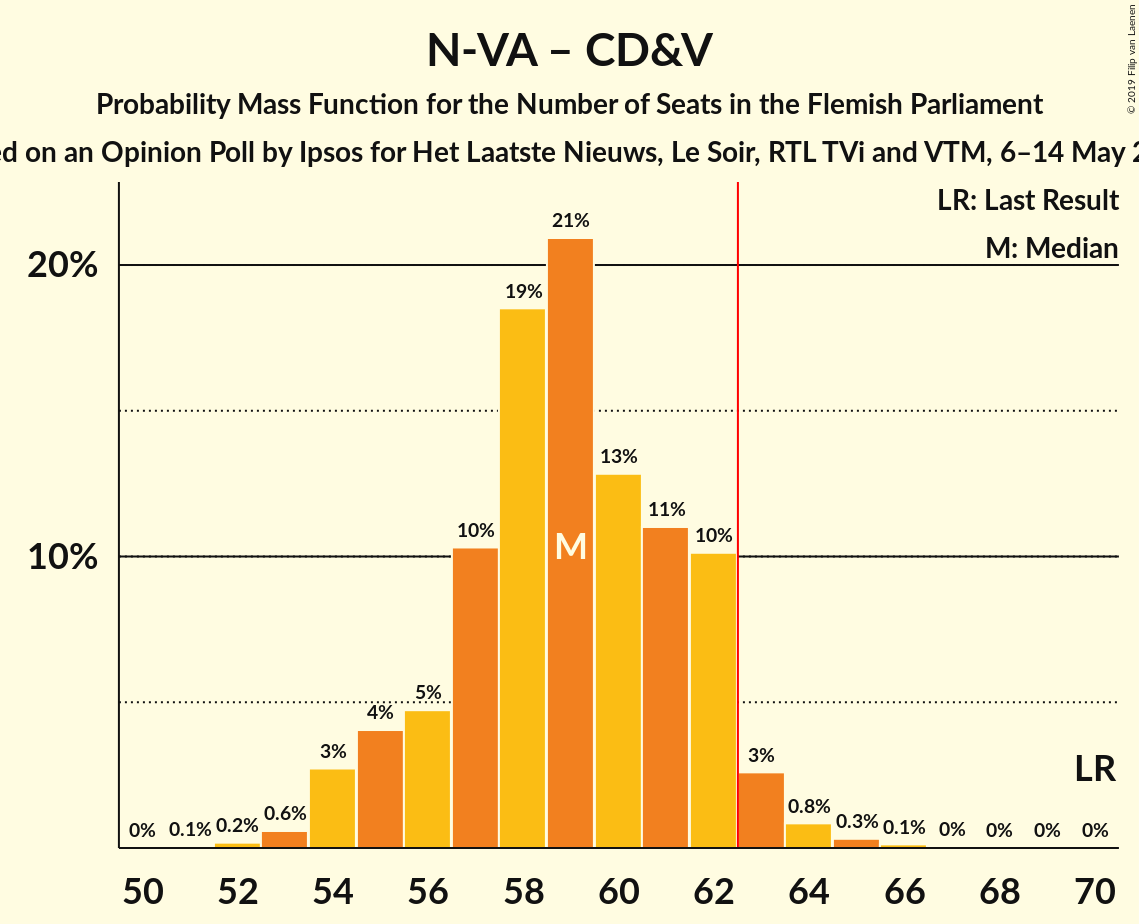 N-VA – CD&V
Probability Mass Function for the Number of Seats in the Flemish Parliament
on an Opinion Poll by Ipsos for Het Laatste Nieuws, Le Soir, RTL TVi and VTM, 6–14 May
© 2019 Filip van Laenen
LR: Last Result
M: Median
20%
10%
0%
0.1%
0.2%
0.6%
3%
4%
5%
10%
19%
21%
13%
11%
10%
3%
0.8%
0.3%
0.1%
0%
0%
0%
0%
M
LR
50 52 54 56 58 60 62 64 66 68 70